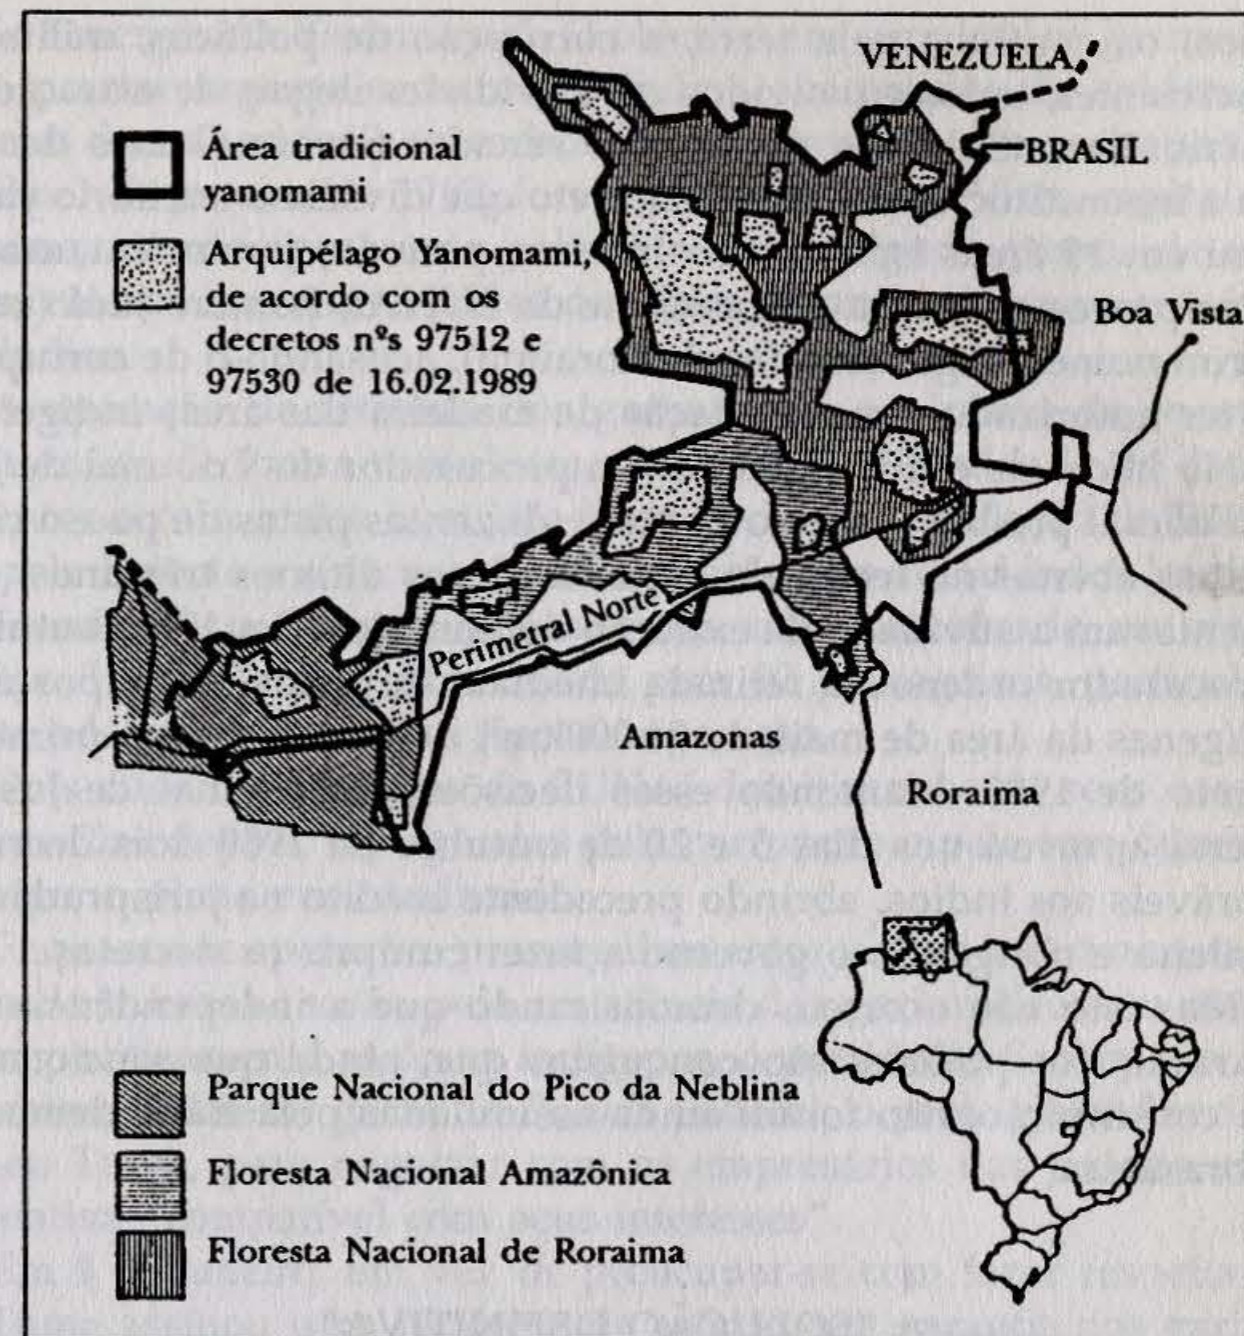 VENEZUELA
BRASIL
Área tradicional
yanomami
Arquipélago Yanomami,
de acordo com os
decretos nºs 97512 e
97530 de 16.02.1989
Boa Vista
Perimetral Norte
Amazonas
Roraima
Parque Nacional do Pico da Neblina
Floresta Nacional Amazônica
Floresta Nacional de Roraima